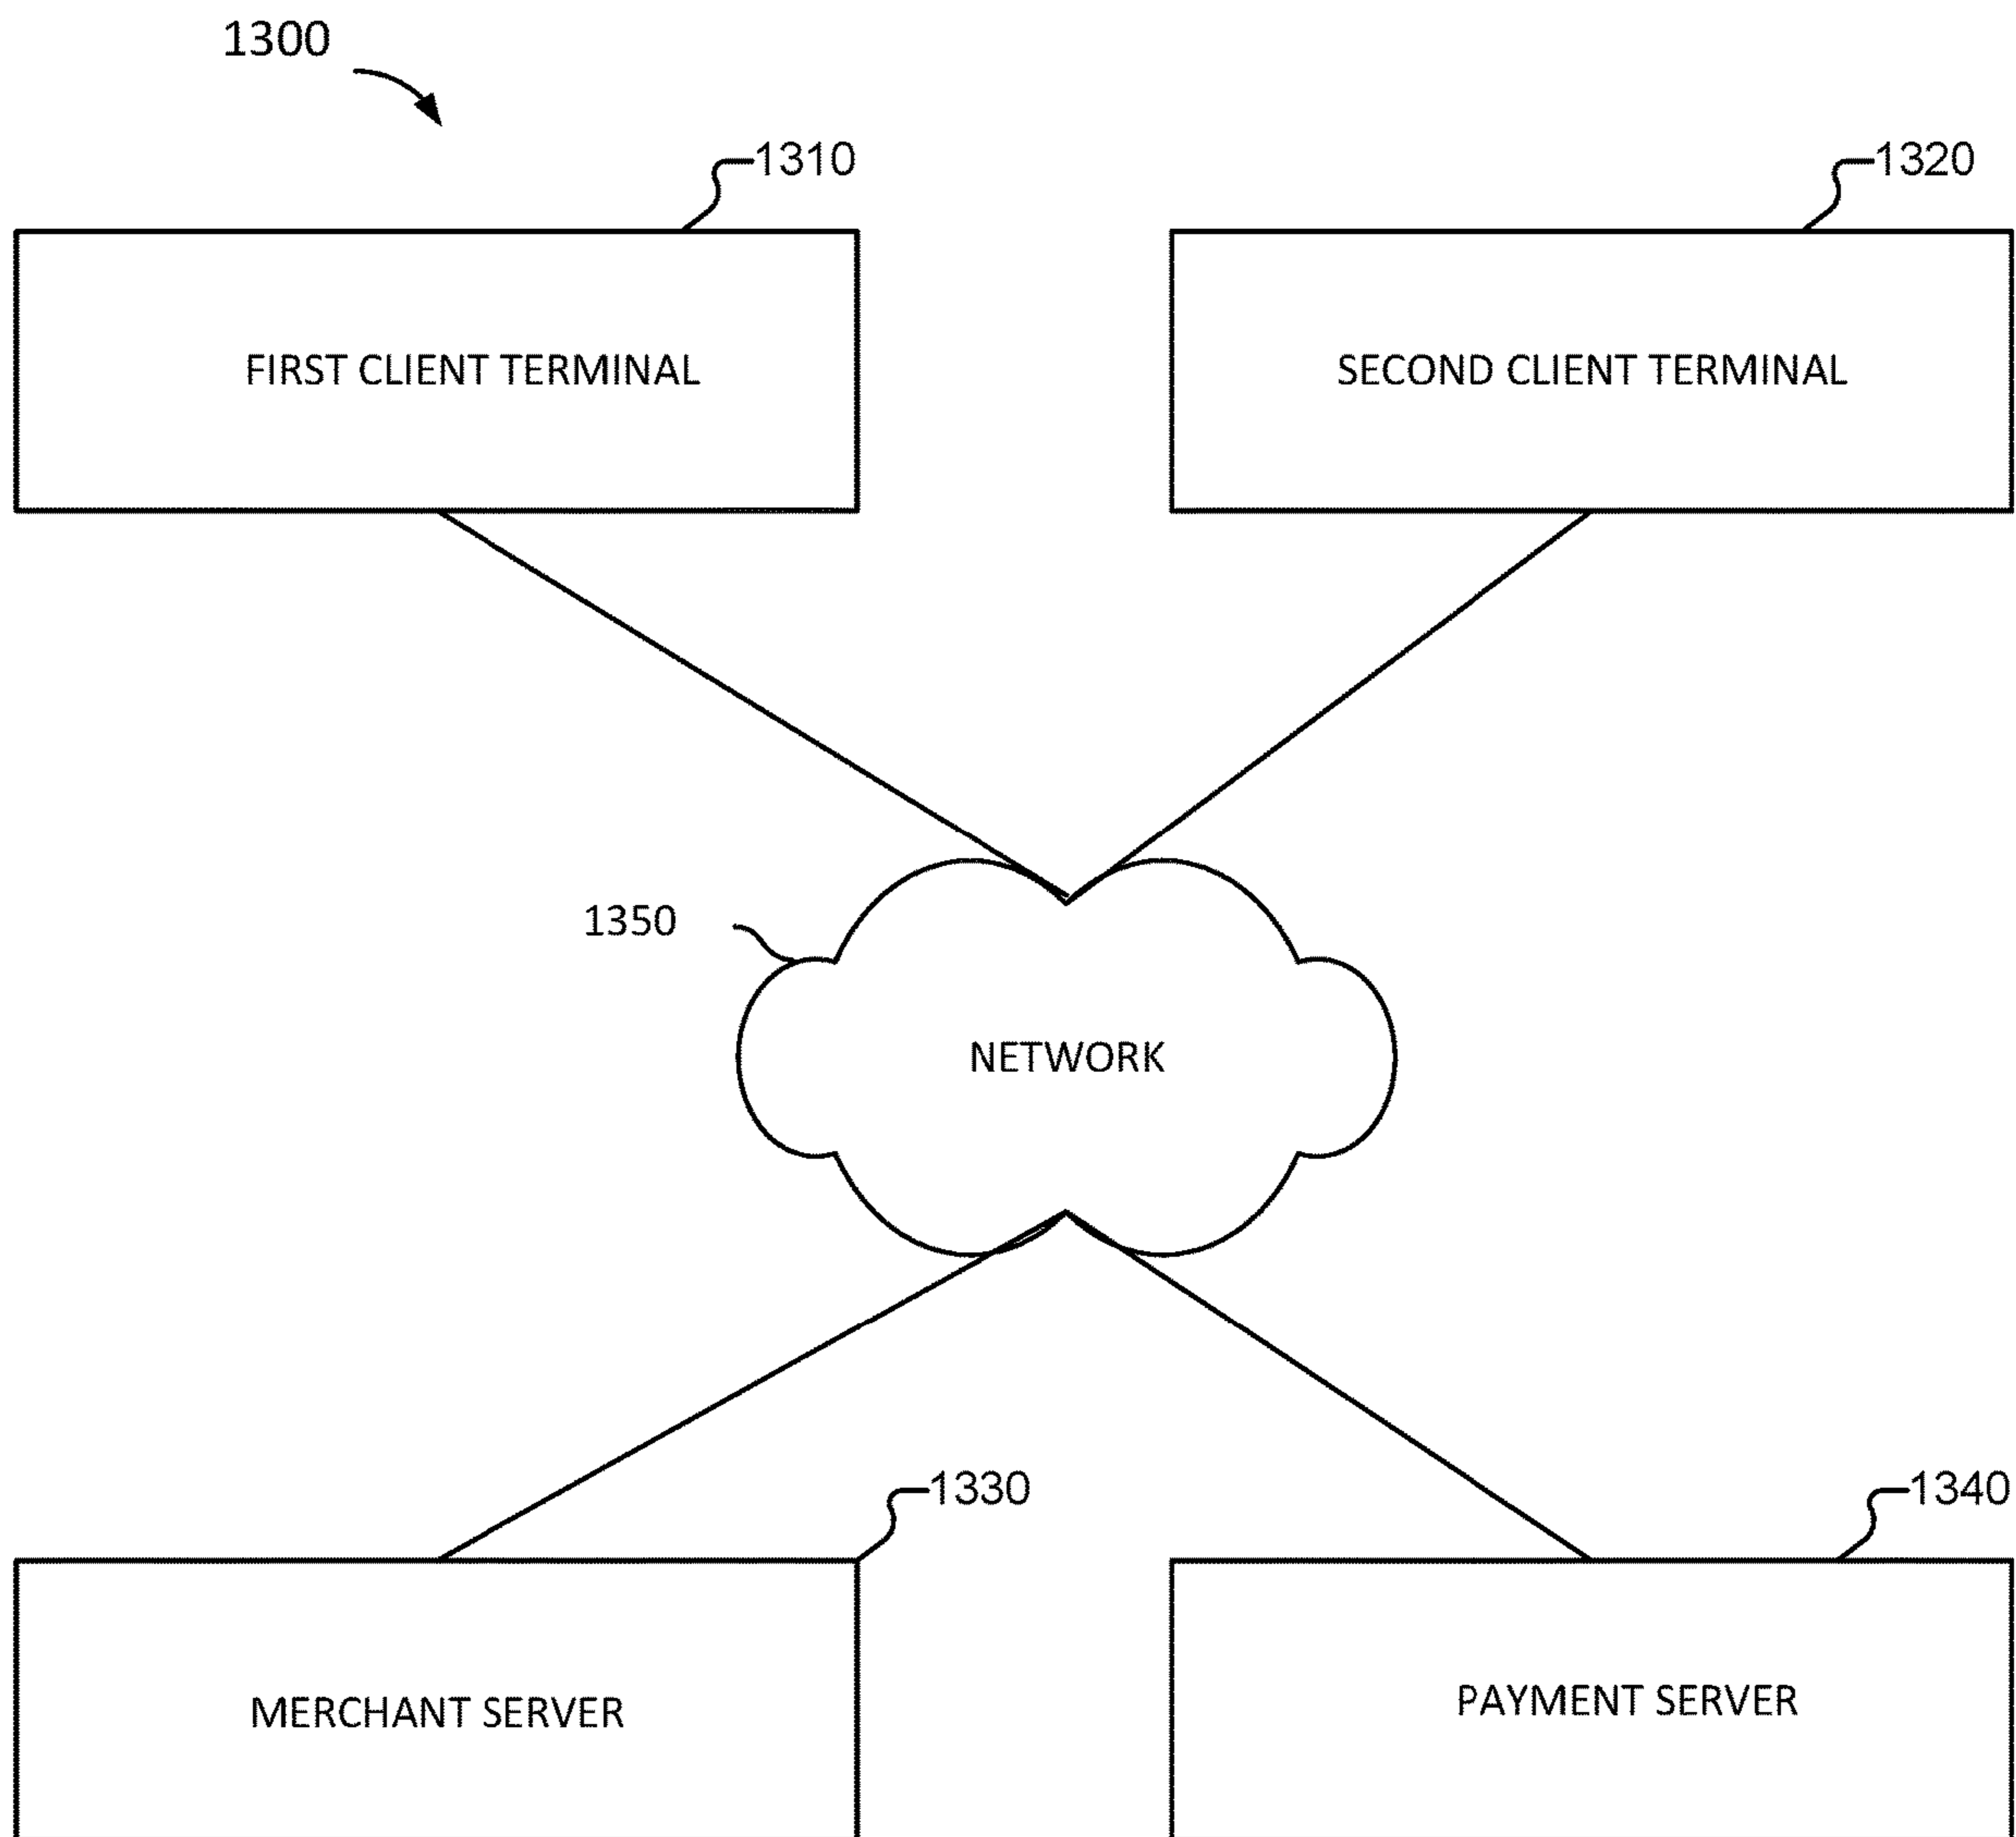 1300
1310
1320
FIRST CLIENT TERMINAL
SECOND CLIENT TERMINAL
1350
NETWORK
1330
1340
MERCHANT SERVER
PAYMENT SERVER